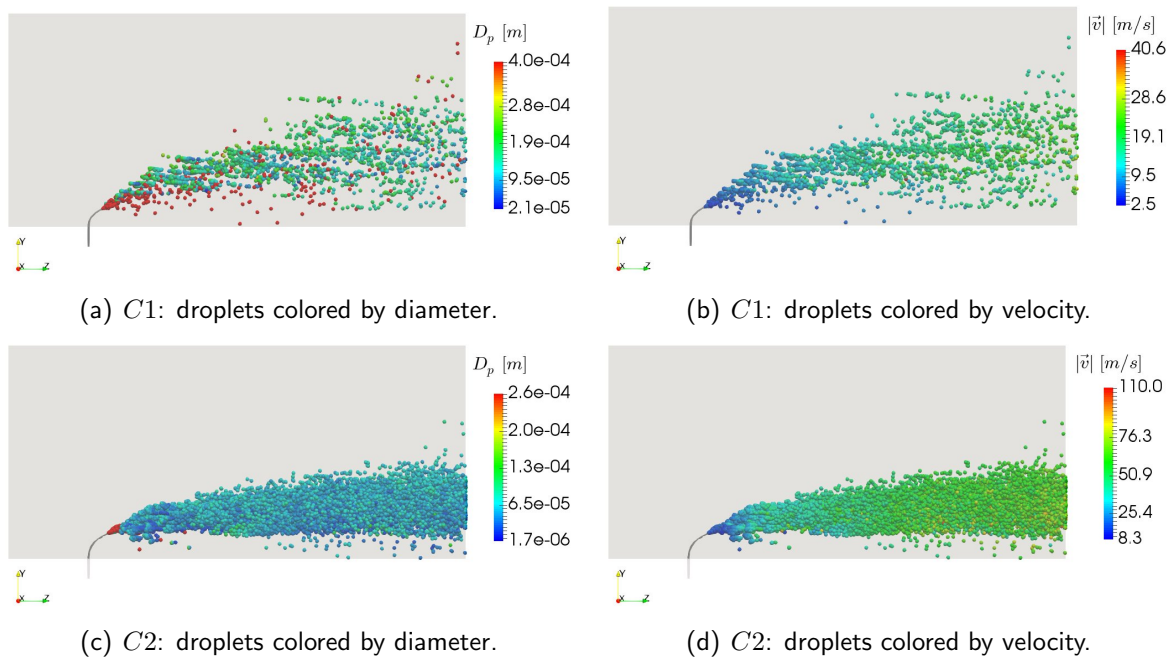 D_p [m]
4.0e-04
2.8e-04
1.9e-04
9.5e-05
2.1e-05
Y
X
Z
(a) C1: droplets colored by diameter.
|v⃗| [m/s]
40.6
28.6
19.1
9.5
2.5
Y
X
Z
(b) C1: droplets colored by velocity.
D_p [m]
2.6e-04
2.0e-04
1.3e-04
6.5e-05
1.7e-06
Y
X
Z
(c) C2: droplets colored by diameter.
|v⃗| [m/s]
110.0
76.3
50.9
25.4
8.3
Y
X
Z
(d) C2: droplets colored by velocity.